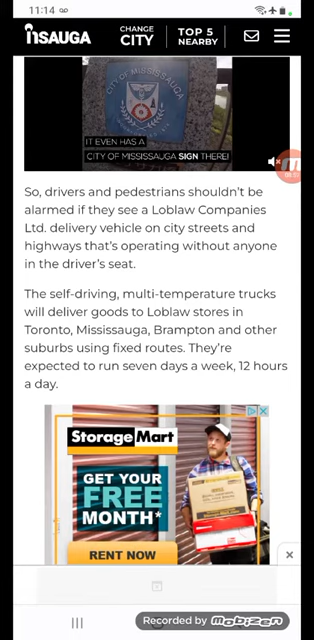 11:14
insauga
CHANGE
CITY
TOP 5
NEARBY
CITY OF MISSISSAUGA
IT EVEN HAS A
CITY OF MISSISSAUGA SIGN THERE!
So, drivers and pedestrians shouldn't be
alarmed if they see a Loblaw Companies
Ltd. delivery vehicle on city streets and
highways that's operating without anyone
in the driver's seat.
The self-driving, multi-temperature trucks
will deliver goods to Loblaw stores in
Toronto, Mississauga, Brampton and other
suburbs using fixed routes. They're
expected to run seven days a week, 12 hours
a day.
StorageMart
GET YOUR
FREE
MONTH*
RENT NOW
Recorded by mobizen